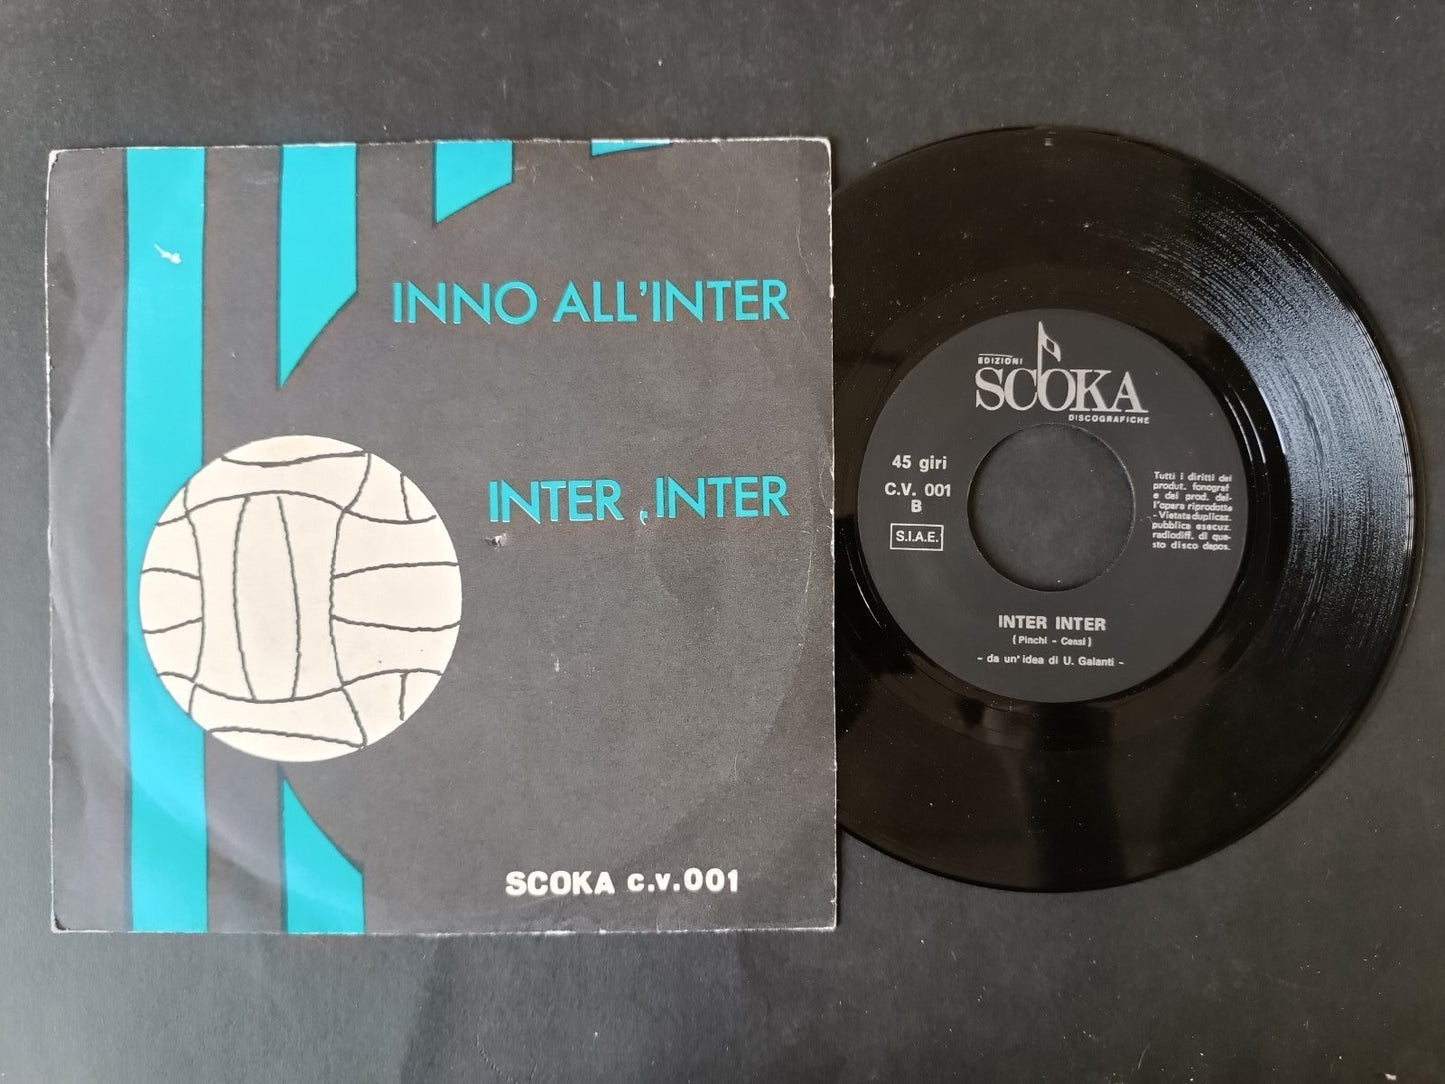 INNO ALL'INTER
INTER, INTER
SCOKA c.v.001
EDIZIONI
SCOKA
DISCOGRAFICHE
45 giri
C.V. 001
B
S.I.A.E.
Tutti i diritti del
produt. fonograf
e del prod. del-
l'opera riprodotta
- Vietata duplicaz.
pubblica esecuz.
radiodiff. di que-
sto disco depos.
INTER INTER
(Pinchi - Censi)
- da un'idea di U. Galanti -